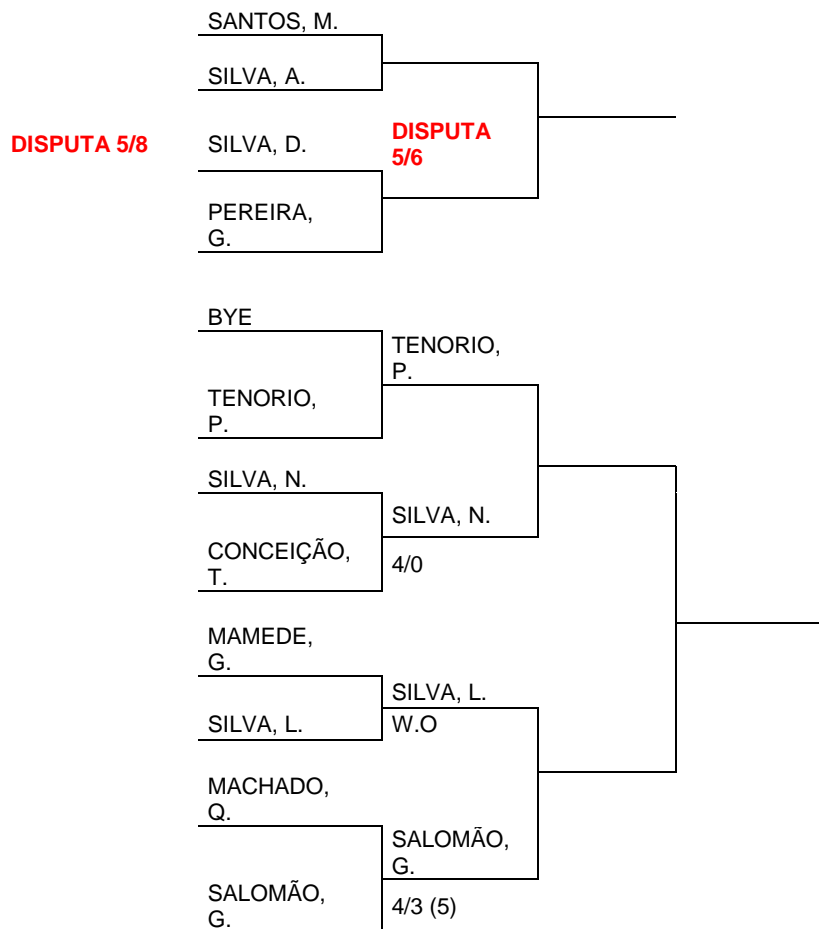 SANTOS, M.
SILVA, A.
DISPUTA 5/8
SILVA, D.
DISPUTA
5/6
PEREIRA,
G.
BYE
TENORIO,
P.
TENORIO,
P.
SILVA, N.
SILVA, N.
CONCEIÇÃO,
T.
4/0
MAMEDE,
G.
SILVA, L.
SILVA, L.
W.O
MACHADO,
Q.
SALOMÃO,
G.
SALOMÃO,
G.
4/3 (5)